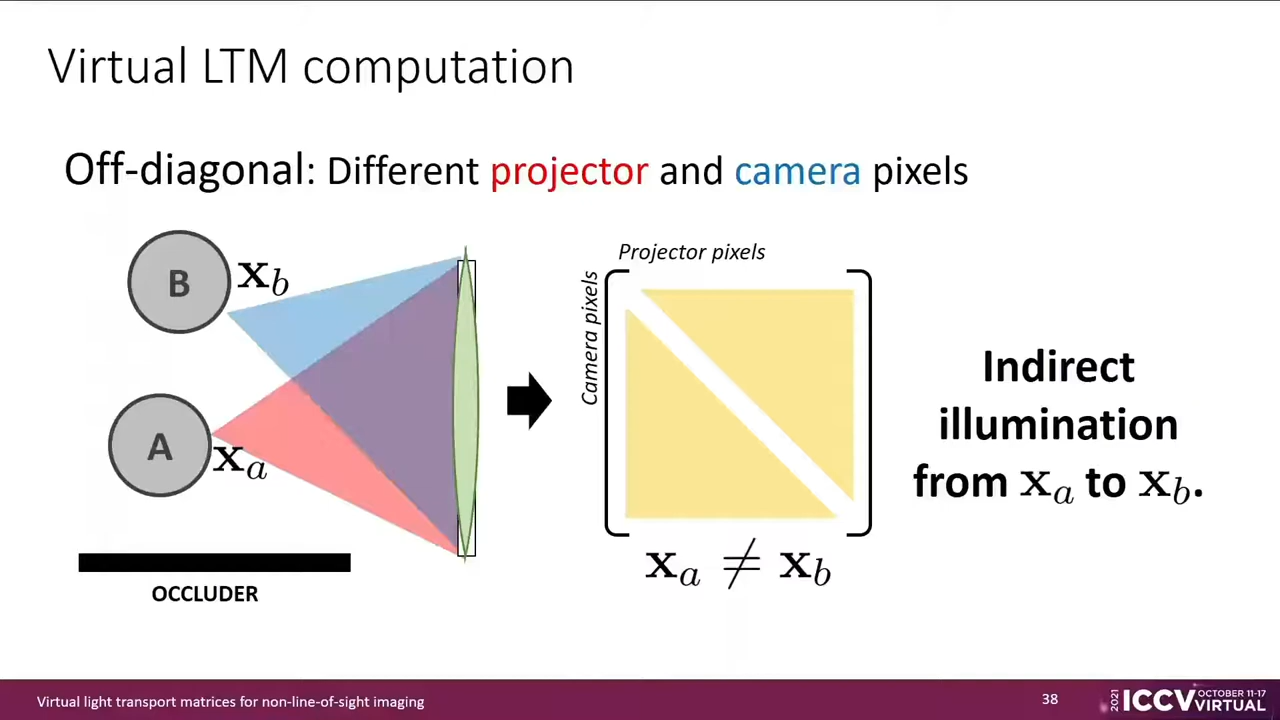 Virtual LTM computation
Off-diagonal: Different projector and camera pixels
B
𝐱_b
A
𝐱_a
OCCLUDER
Projector pixels
Camera pixels
𝐱_a ≠ 𝐱_b
Indirect
illumination
from 𝐱_a to 𝐱_b.
Virtual light transport matrices for non-line-of-sight imaging
38
2021
ICCV
OCTOBER 11-17
VIRTUAL